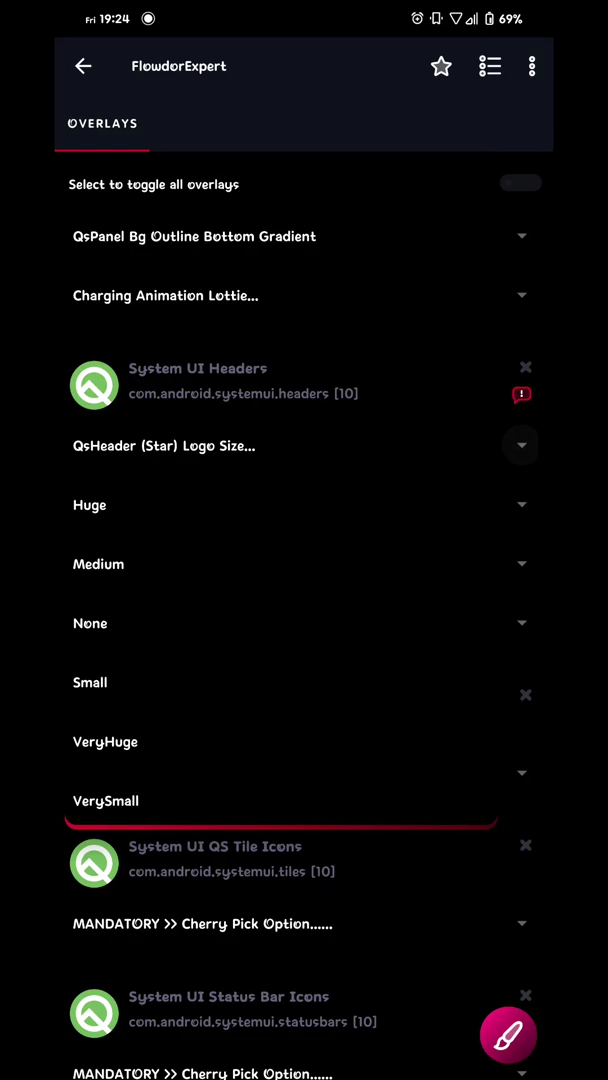 Fri 19:24
69%
FlowdorExpert
OVERLAYS
Select to toggle all overlays
QsPanel Bg Outline Bottom Gradient
Charging Animation Lottie...
System UI Headers
com.android.systemui.headers [10]
QsHeader (Star) Logo Size...
Huge
Medium
None
Small
VeryHuge
VerySmall
System UI QS Tile Icons
com.android.systemui.tiles [10]
MANDATORY >> Cherry Pick Option......
System UI Status Bar Icons
com.android.systemui.statusbars [10]
MANDATORY >> Cherry Pick Option......